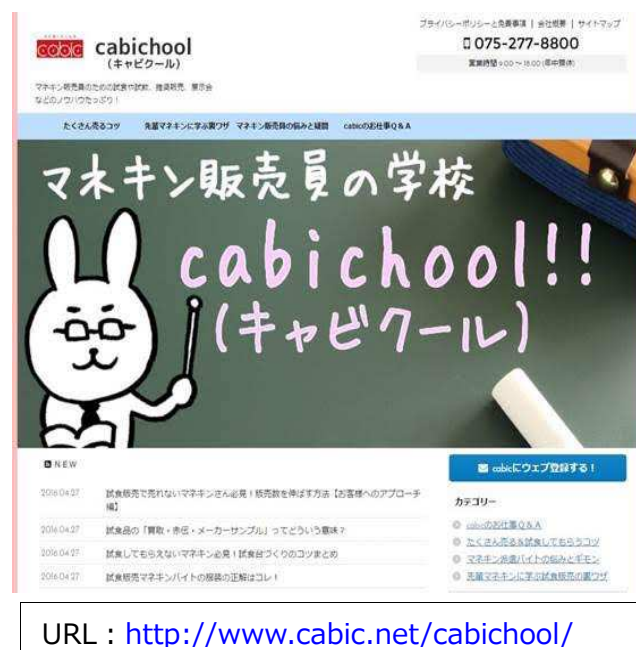 プライバシーポリシーと免責事項 | 会社概要 | サイトマップ
cabic
cabichool
(キャビクール)
075-277-8800
営業時間 9:00~18:00(年中無休)
マネキン販売員のための試食や試飲、推奨販売、展示会
などのノウハウたっぷり!
たくさん売るコツ 先輩マネキンに学ぶ裏ワザ マネキン販売員の悩みと疑問 cabicのお仕事Q&A
マネキン販売員の学校
cabichool!!
(キャビクール)
NEW
cabicにウェブ登録する!
2016.04.27 試食販売で売れないマネキンさん必見!販売数を伸ばす方法【お客様へのアプローチ
編】
2016.04.27 試食品の「買取・赤伝・メーカーサンプル」ってどういう意味?
2016.04.27 試食してもらえないマネキン必見!試食台づくりのコツまとめ
2016.04.27 試食販売マネキンバイトの服装の正解はコレ!
カテゴリー
cabicのお仕事Q&A
たくさん売る&試食してもらうコツ
マネキン派遣バイトの悩みとギモン
先輩マネキンに学ぶ試食販売の裏ワザ
URL:http://www.cabic.net/cabichool/